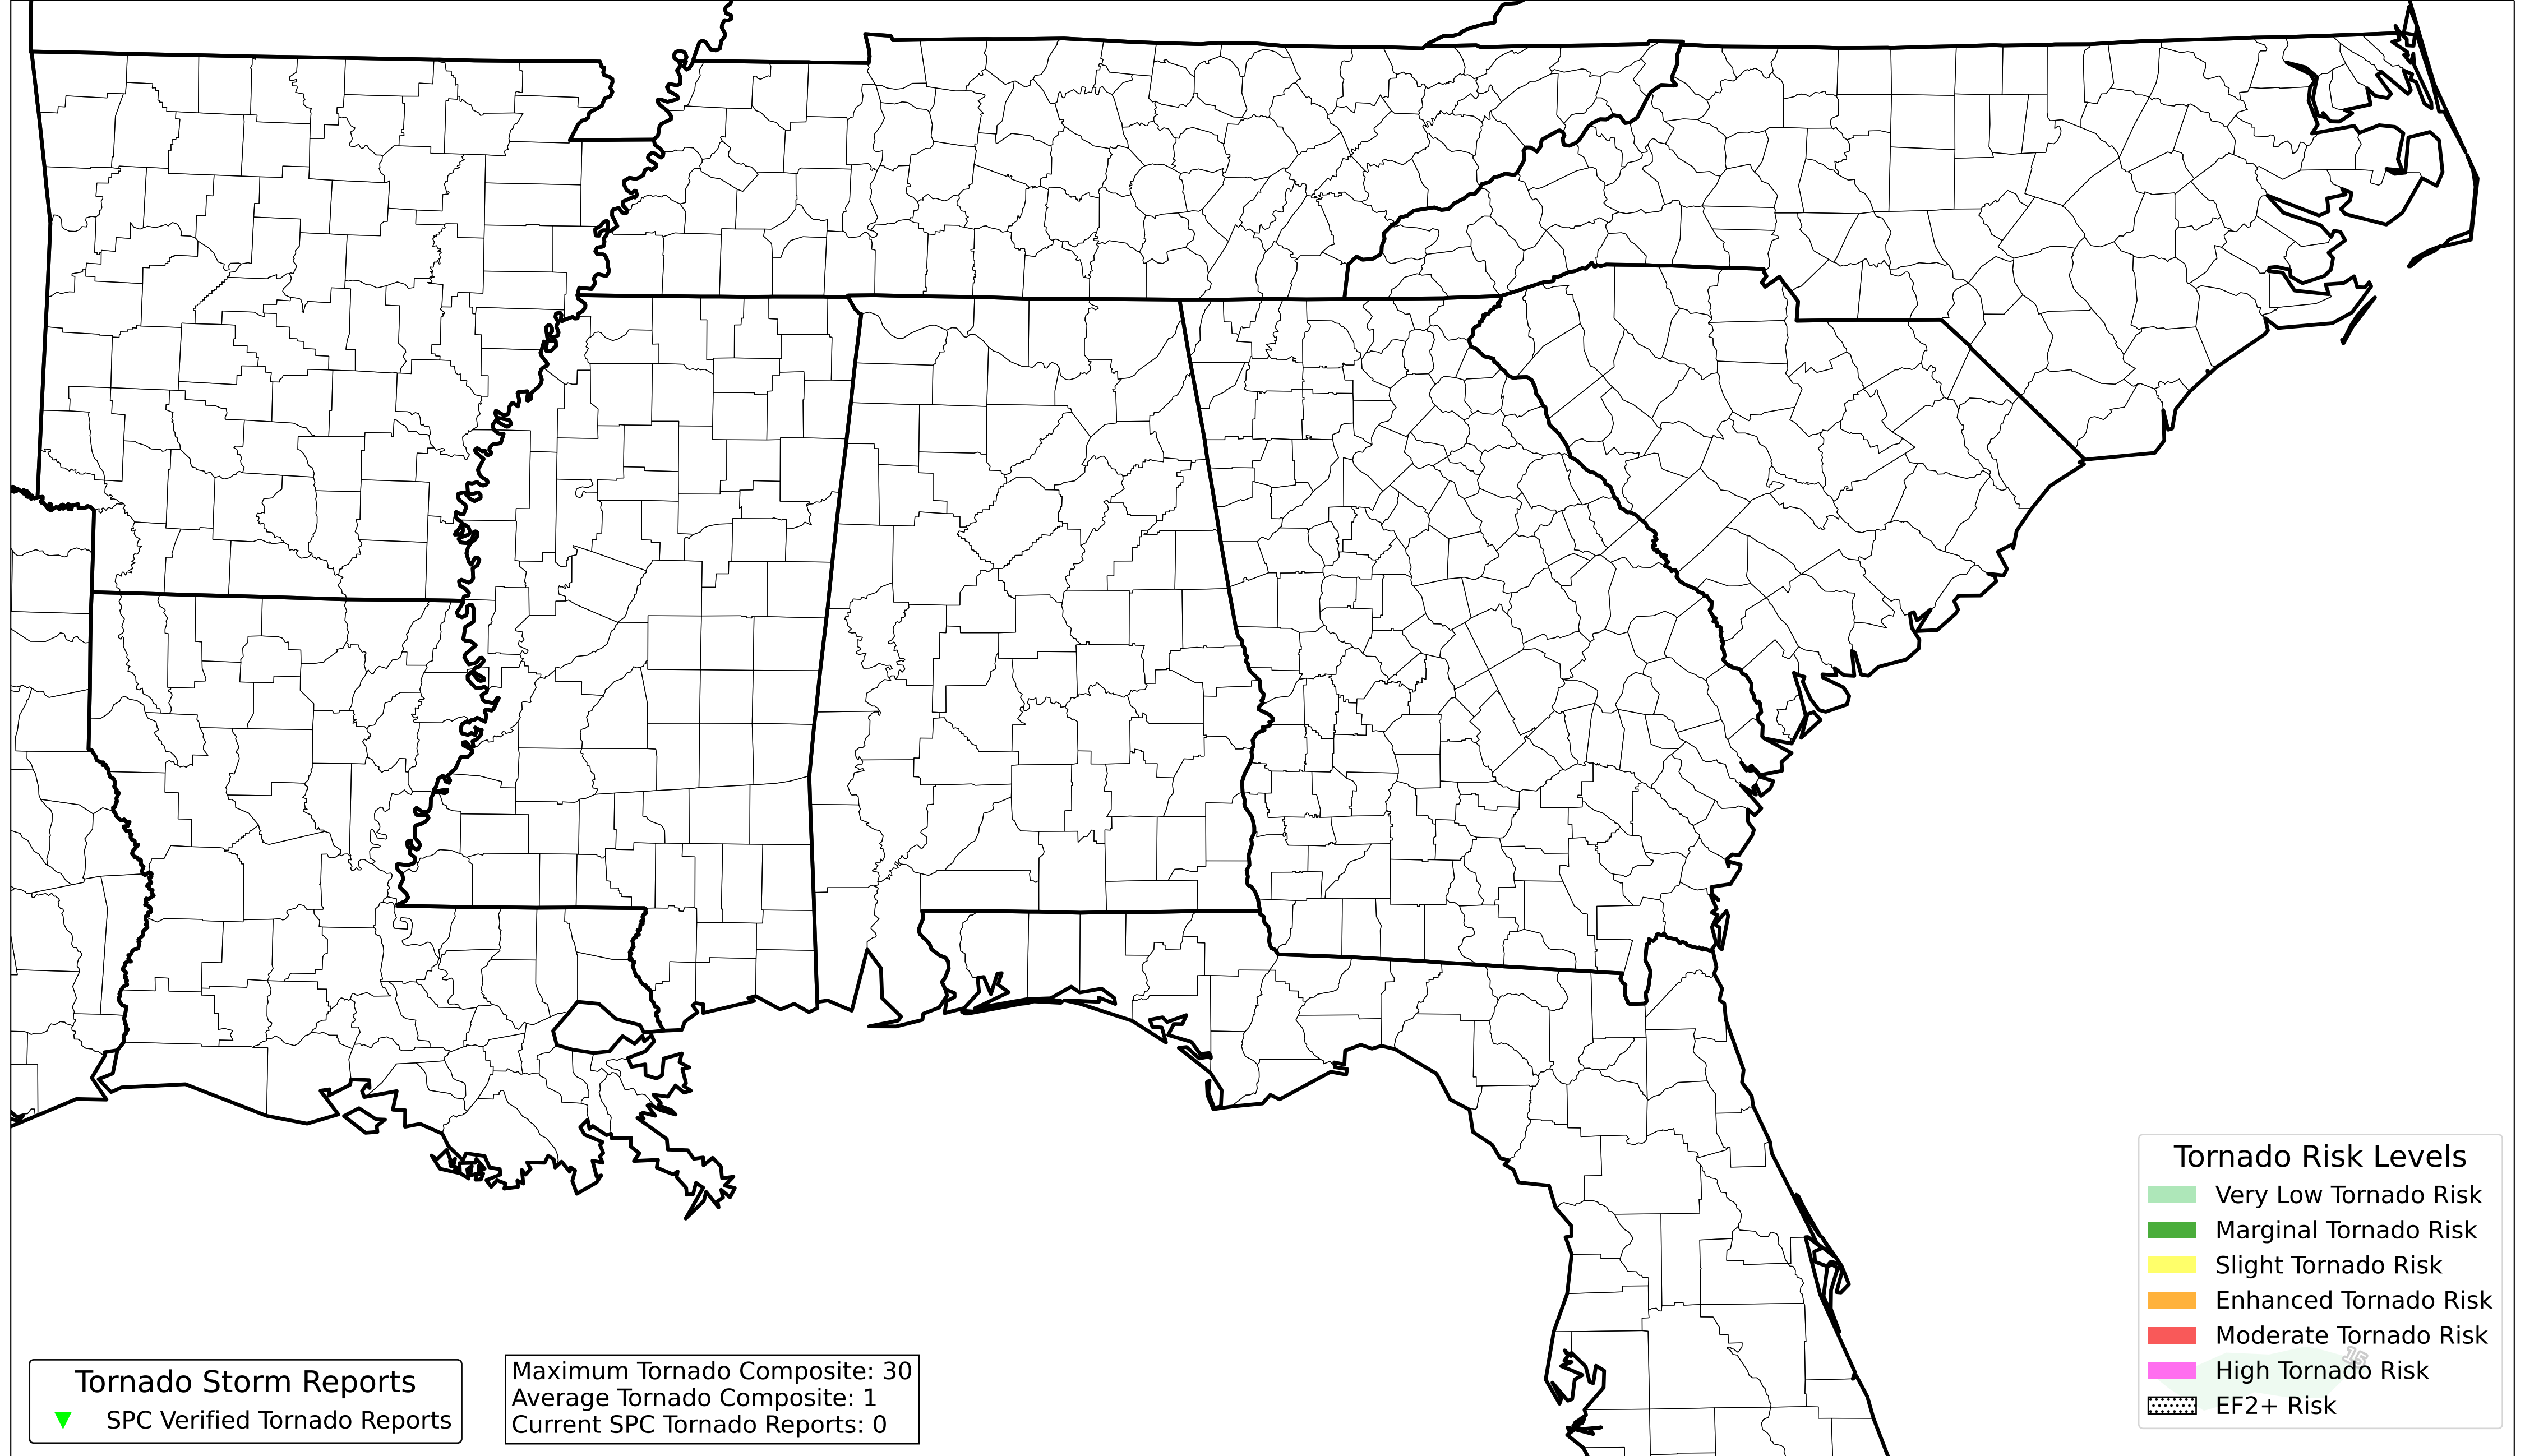 Tornado Risk Levels
Very Low Tornado Risk
Marginal Tornado Risk
Slight Tornado Risk
Enhanced Tornado Risk
Moderate Tornado Risk
15
High Tornado Risk
EF2+ Risk
Tornado Storm Reports
SPC Verified Tornado Reports
Maximum Tornado Composite: 30
Average Tornado Composite: 1
Current SPC Tornado Reports: 0